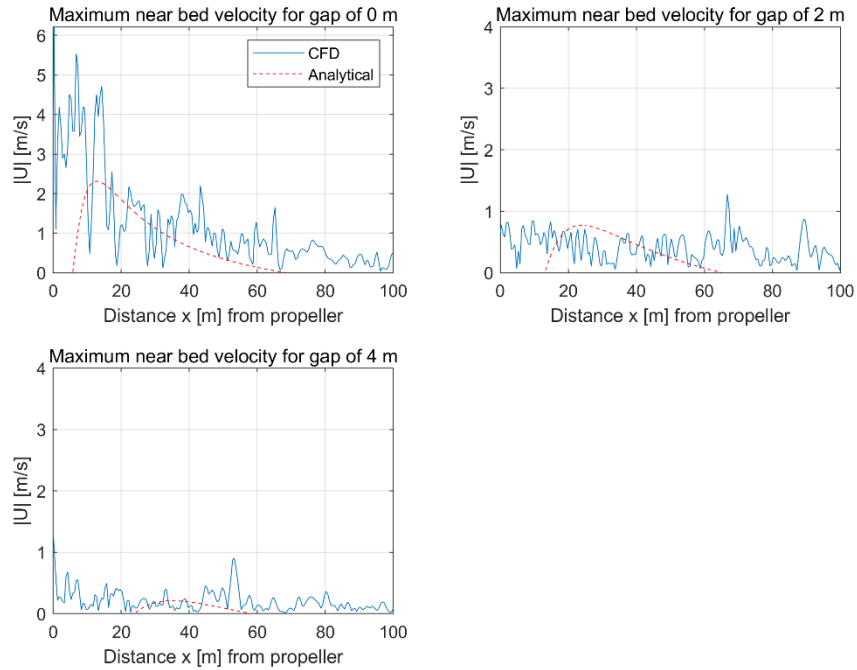 Maximum near bed velocity for gap of 0 m
6
5
4
3
2
1
0
|U| [m/s]
CFD
Analytical
0 20 40 60 80 100
Distance x [m] from propeller
Maximum near bed velocity for gap of 2 m
4
3
2
1
0
|U| [m/s]
0 20 40 60 80 100
Distance x [m] from propeller
Maximum near bed velocity for gap of 4 m
4
3
2
1
0
|U| [m/s]
0 20 40 60 80 100
Distance x [m] from propeller